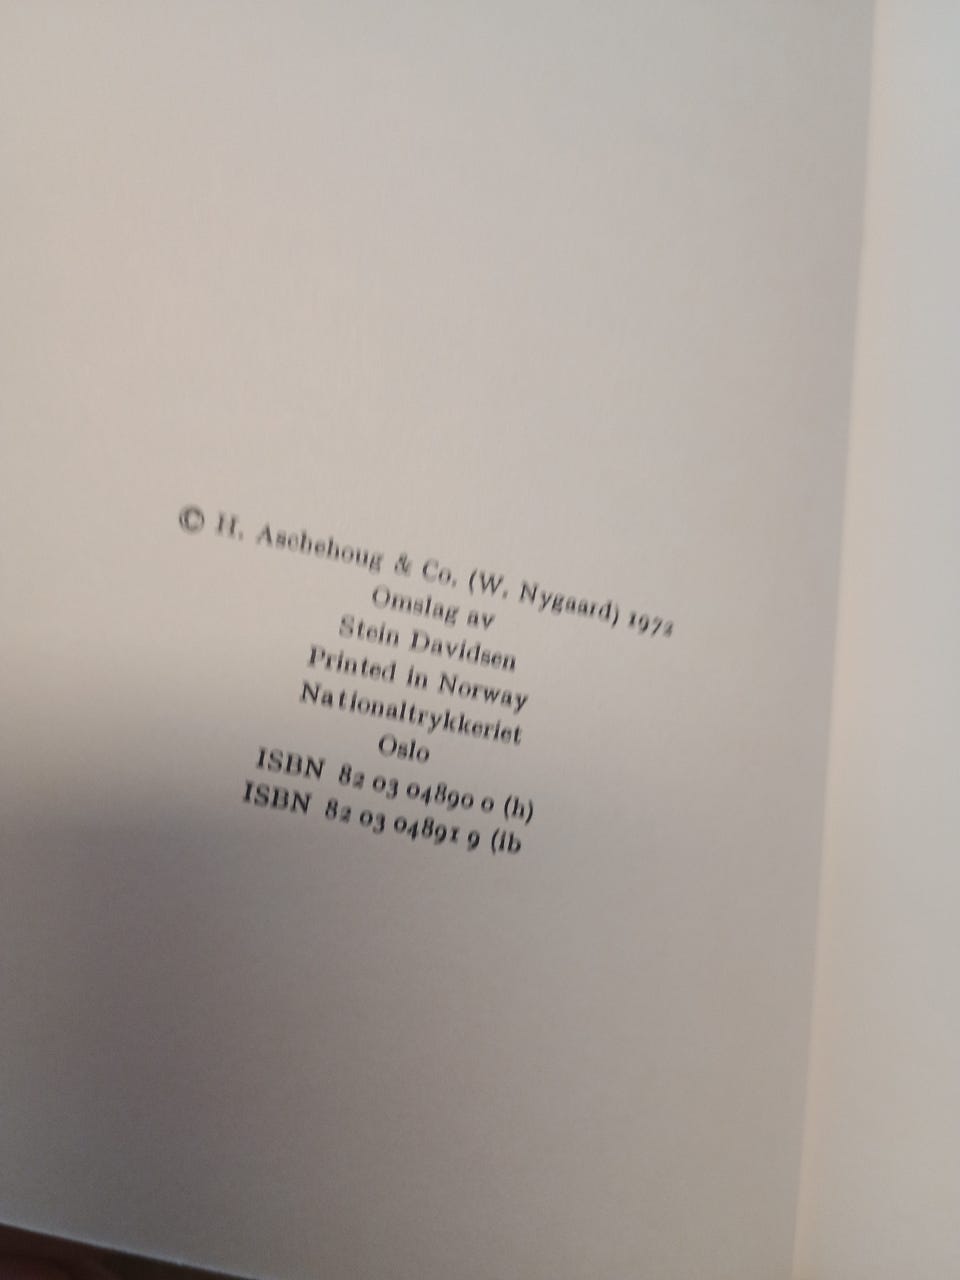 © H. Aschehoug & Co. (W. Nygaard) 1972
Omslag av
Stein Davidsen
Printed in Norway
Nationaltrykkeriet
Oslo
ISBN 82 03 04890 0 (h)
ISBN 82 03 04891 9 (ib